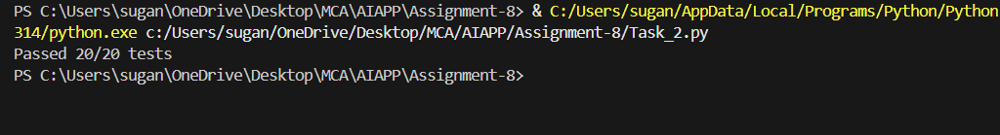 PS C:\Users\sugan\OneDrive\Desktop\MCA\AIAPP\Assignment-8> & C:/Users/sugan/AppData/Local/Programs/Python/Python
314/python.exe c:/Users/sugan/OneDrive/Desktop/MCA/AIAPP/Assignment-8/Task_2.py
Passed 20/20 tests
PS C:\Users\sugan\OneDrive\Desktop\MCA\AIAPP\Assignment-8>